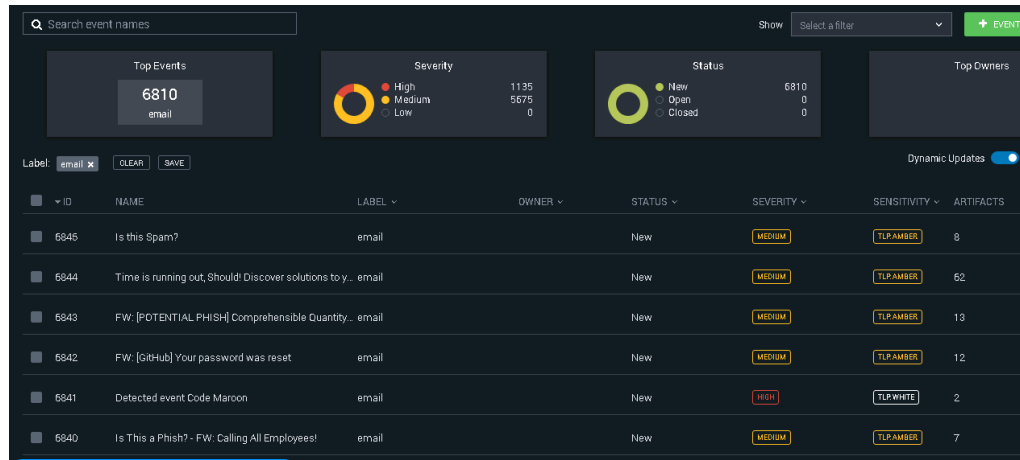 Search event names
Show Select a filter + EVENT
Top Events
6810
email
Severity
High 1135
Medium 5675
Low 0
Status
New 6810
Open 0
Closed 0
Top Owners
Label: email x CLEAR SAVE
Dynamic Updates
ID NAME LABEL OWNER STATUS SEVERITY SENSITIVITY ARTIFACTS
6845 Is this Spam? email New MEDIUM TLP:AMBER 8
6844 Time is running out, Should! Discover solutions to y... email New MEDIUM TLP:AMBER 62
6843 FW: [POTENTIAL PHISH] Comprehensible Quantity... email New MEDIUM TLP:AMBER 13
6842 FW: [GitHub] Your password was reset email New MEDIUM TLP:AMBER 12
6841 Detected event Code Maroon email New HIGH TLP:WHITE 2
6840 Is This a Phish? - FW: Calling All Employees! email New MEDIUM TLP:AMBER 7